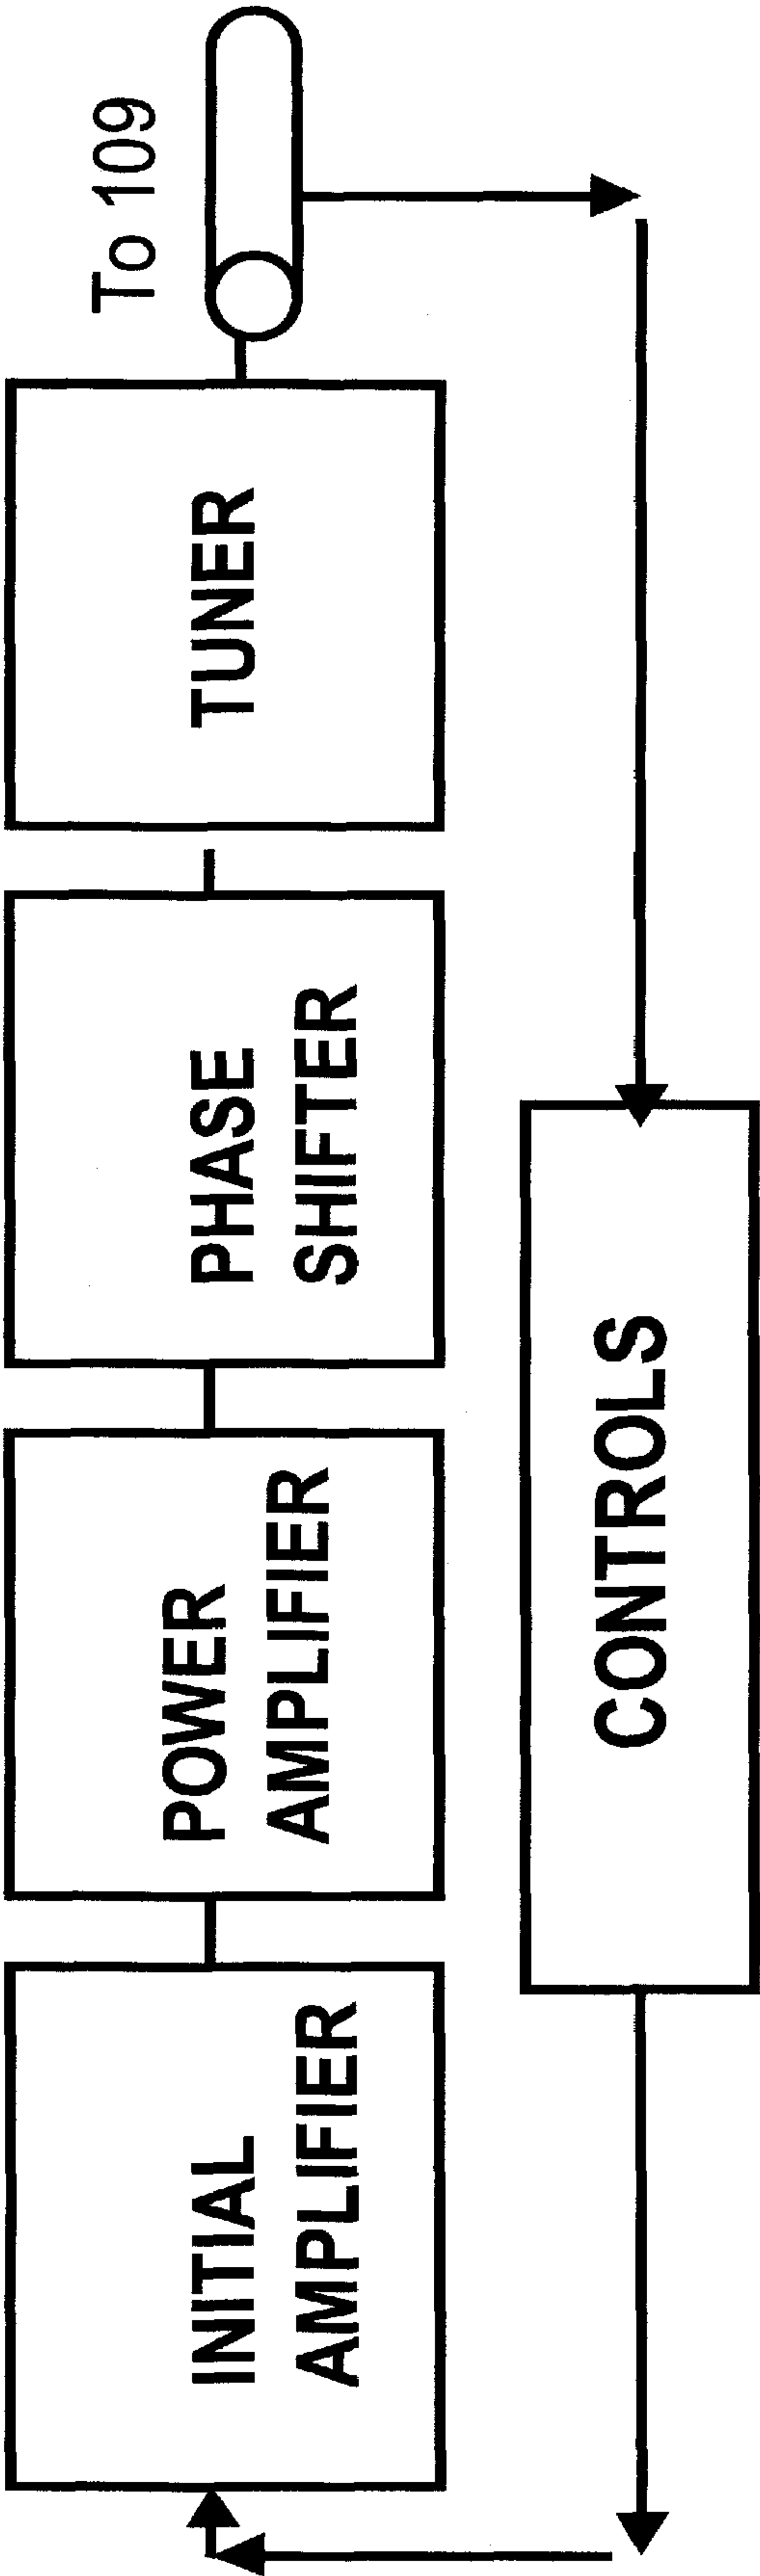 INITIAL
AMPLIFIER
POWER
AMPLIFIER
PHASE
SHIFTER
TUNER
To 109
CONTROLS